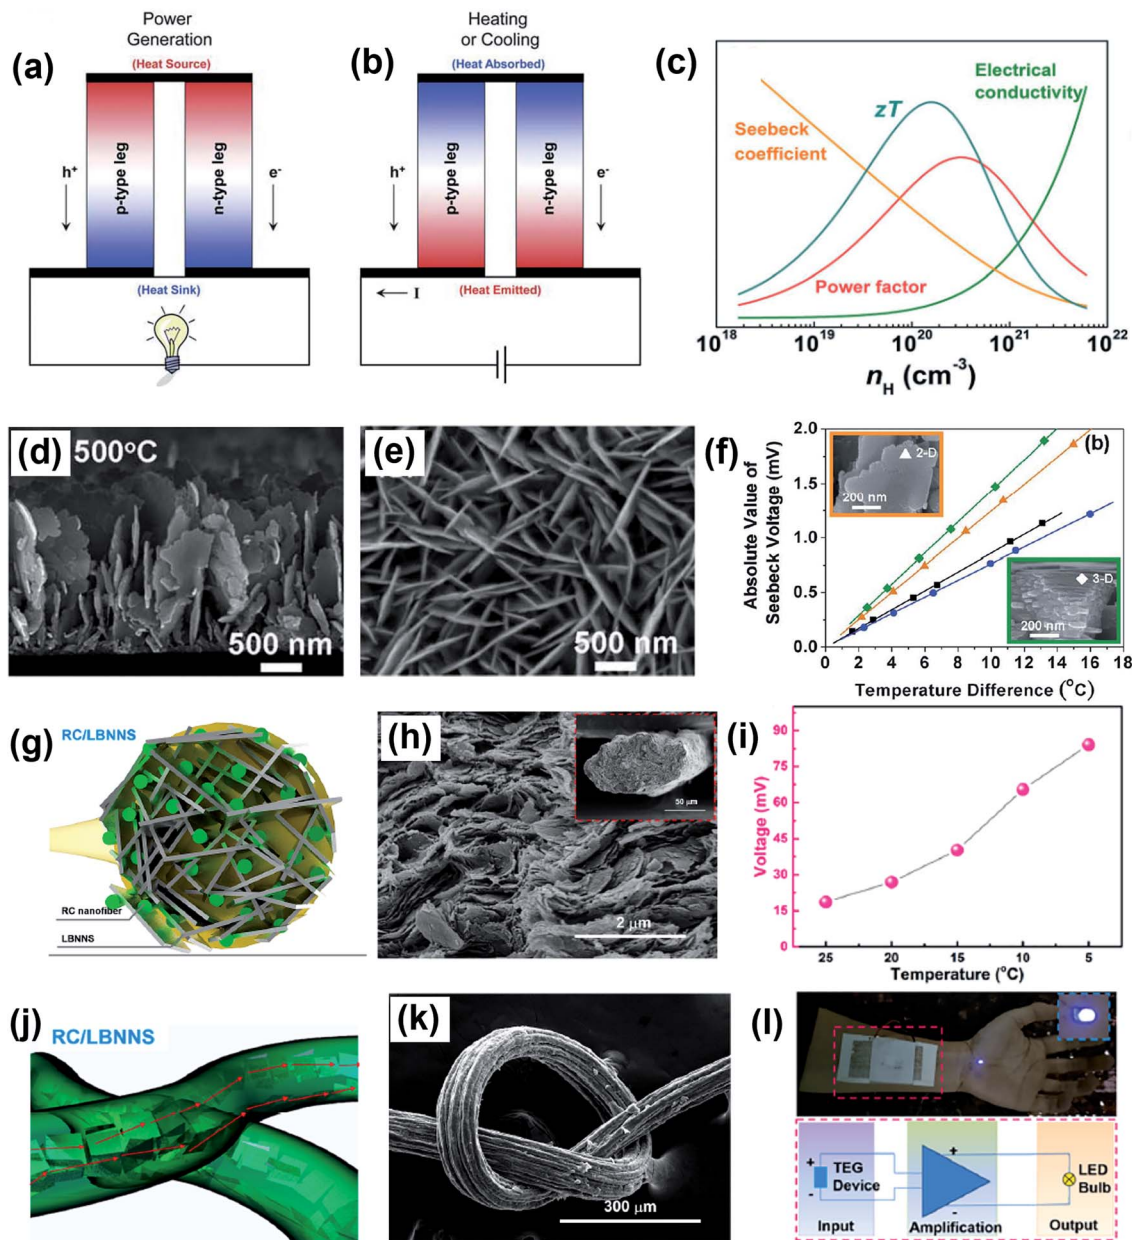 (a)
Power
Generation
(Heat Source)
p-type leg
n-type leg
h⁺
e⁻
(Heat Sink)
(b)
Heating
or Cooling
(Heat Absorbed)
p-type leg
n-type leg
h⁺
e⁻
I
(Heat Emitted)
(c)
Electrical
conductivity
zT
Seebeck
coefficient
Power factor
10¹⁸
10¹⁹
10²⁰
10²¹
10²²
n_H (cm⁻³)
(d)
500°C
500 nm
(e)
500 nm
(f)
Absolute Value of
Seebeck Voltage (mV)
2.0
1.5
1.0
0.5
0.0
2-D
200 nm
(b)
3-D
200 nm
0 2 4 6 8 10 12 14 16 18
Temperature Difference (°C)
(g)
RC/LBNNS
RC nanofiber
LBNNS
(h)
50 μm
2 μm
(i)
Voltage (mV)
90
75
60
45
30
15
0
25 20 15 10 5
Temperature (°C)
(j)
RC/LBNNS
(k)
300 μm
(l)
+
-
TEG
Device
Input
+
-
Amplification
LED
Bulb
Output